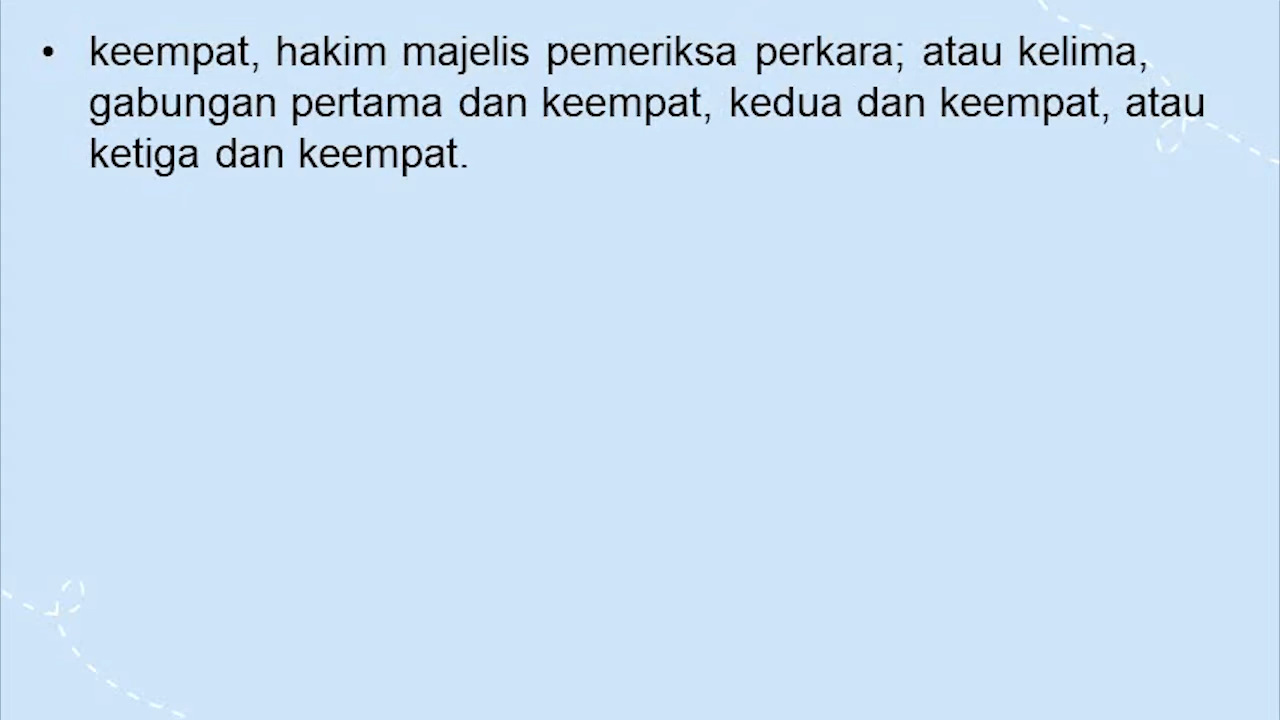 • keempat, hakim majelis pemeriksa perkara; atau kelima,
gabungan pertama dan keempat, kedua dan keempat, atau
ketiga dan keempat.